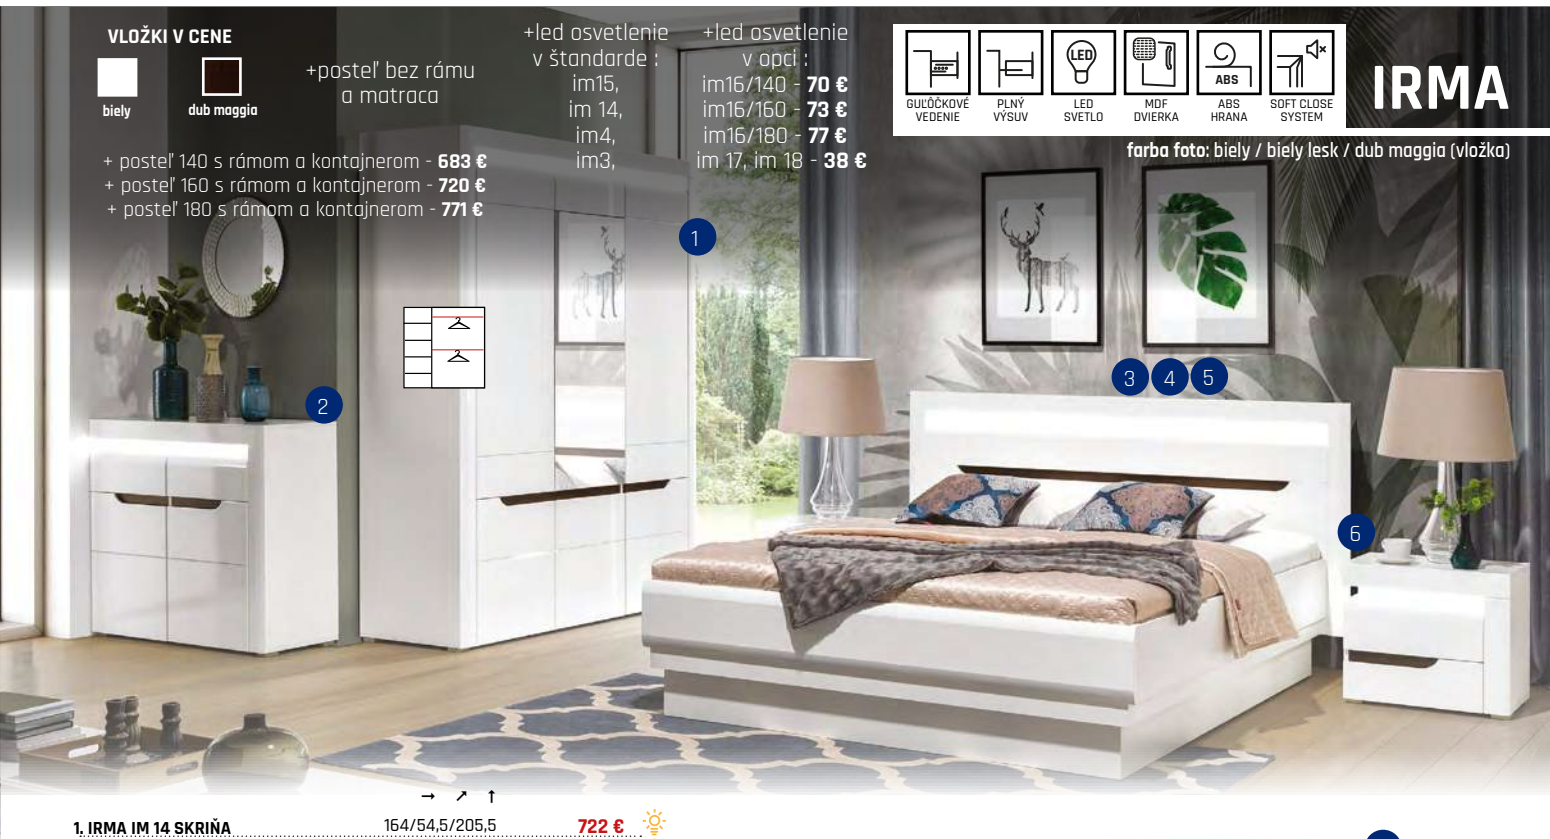 VLOŽKI V CENE
biely
dub maggia
+posteľ bez rámu
a matraca
+ posteľ 140 s rámom a kontajnerom - 683 €
+ posteľ 160 s rámom a kontajnerom - 720 €
+ posteľ 180 s rámom a kontajnerom - 771 €
+led osvetlenie
v štandarde :
im15,
im 14,
im4,
im3,
+led osvetlenie
v opci :
im16/140 - 70 €
im16/160 - 73 €
im16/180 - 77 €
im 17, im 18 - 38 €
GUĽÔČKOVÉ
VEDENIE
PLNÝ
VÝSUV
LED
LED
SVETLO
MDF
DVIERKA
ABS
ABS
HRANA
SOFT CLOSE
SYSTEM
IRMA
farba foto: biely / biely lesk / dub maggia (vložka)
1
2
3 4 5
6
→ ↗ ↑
1. IRMA IM 14 SKRIŇA 164/54,5/205,5 722 €